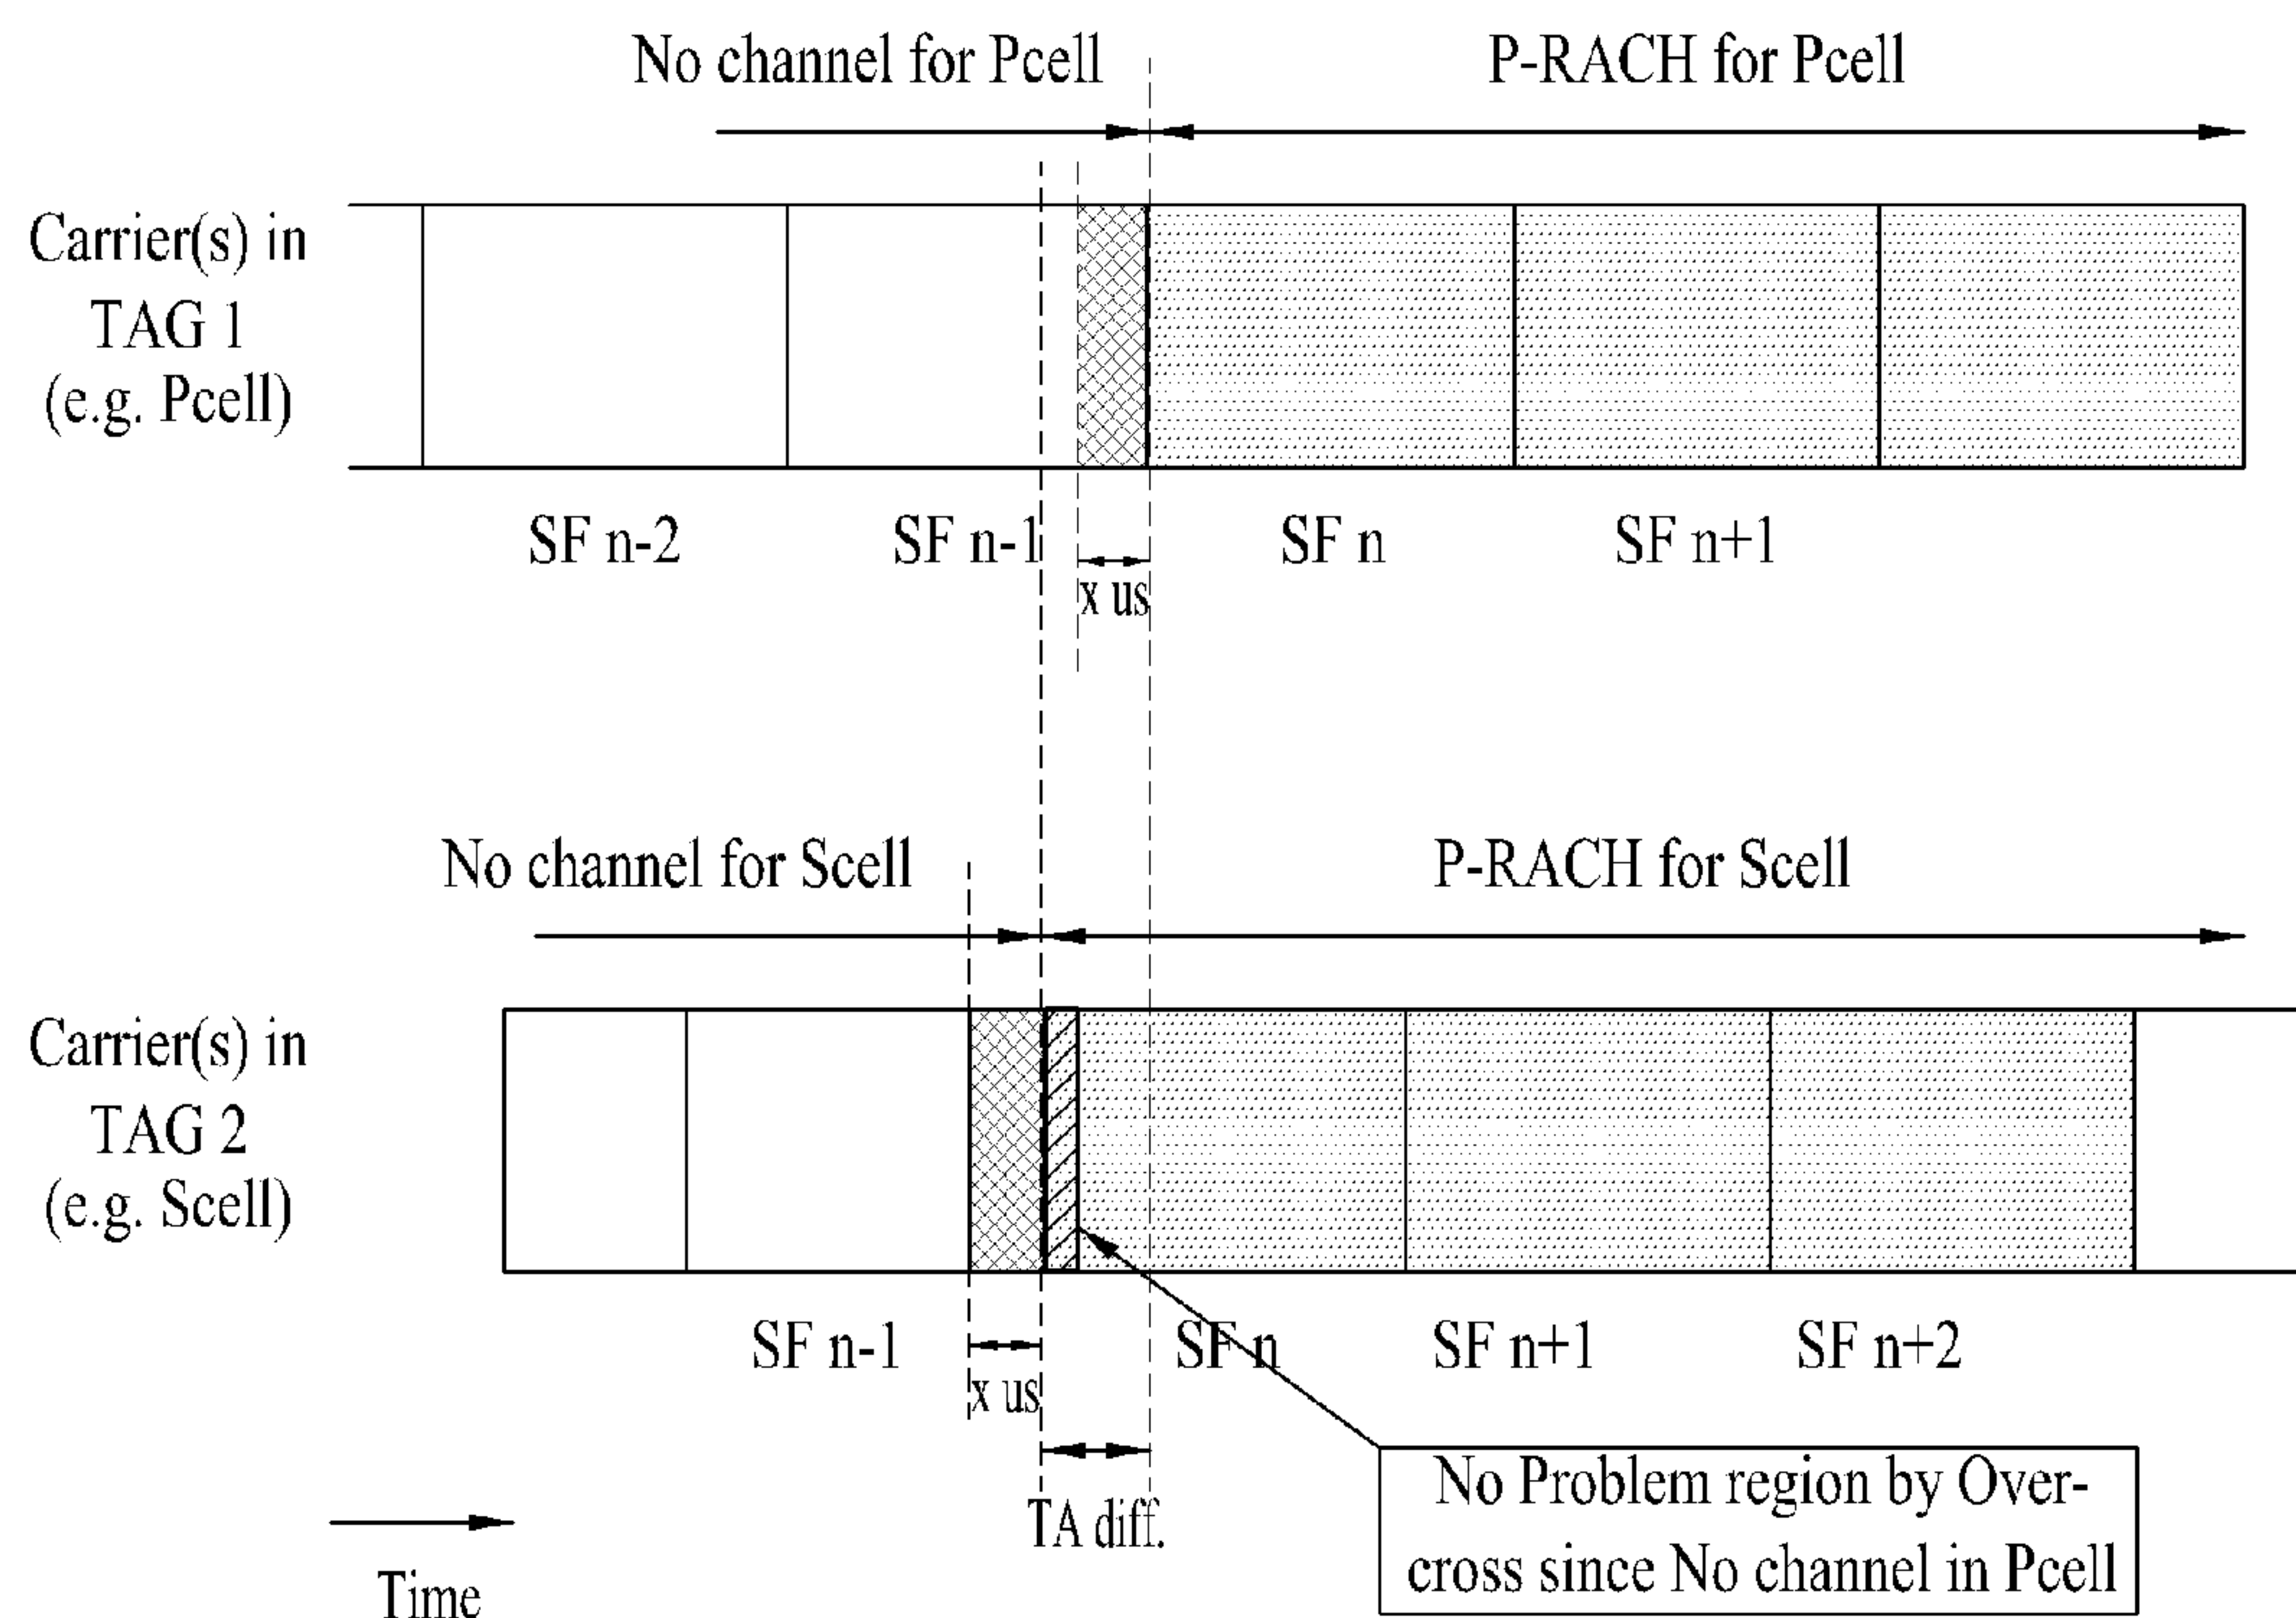 No channel for Pcell
P-RACH for Pcell
Carrier(s) in
TAG 1
(e.g. Pcell)
SF n-2
SF n-1
SF n
SF n+1
x us
No channel for Scell
P-RACH for Scell
Carrier(s) in
TAG 2
(e.g. Scell)
SF n-1
SF n
SF n+1
SF n+2
x us
TA diff.
No Problem region by Over-
cross since No channel in Pcell
Time